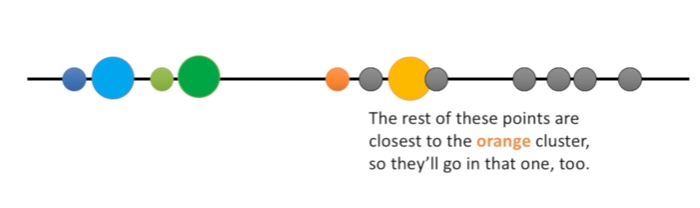 The rest of these points are
closest to the orange cluster,
so they’ll go in that one, too.